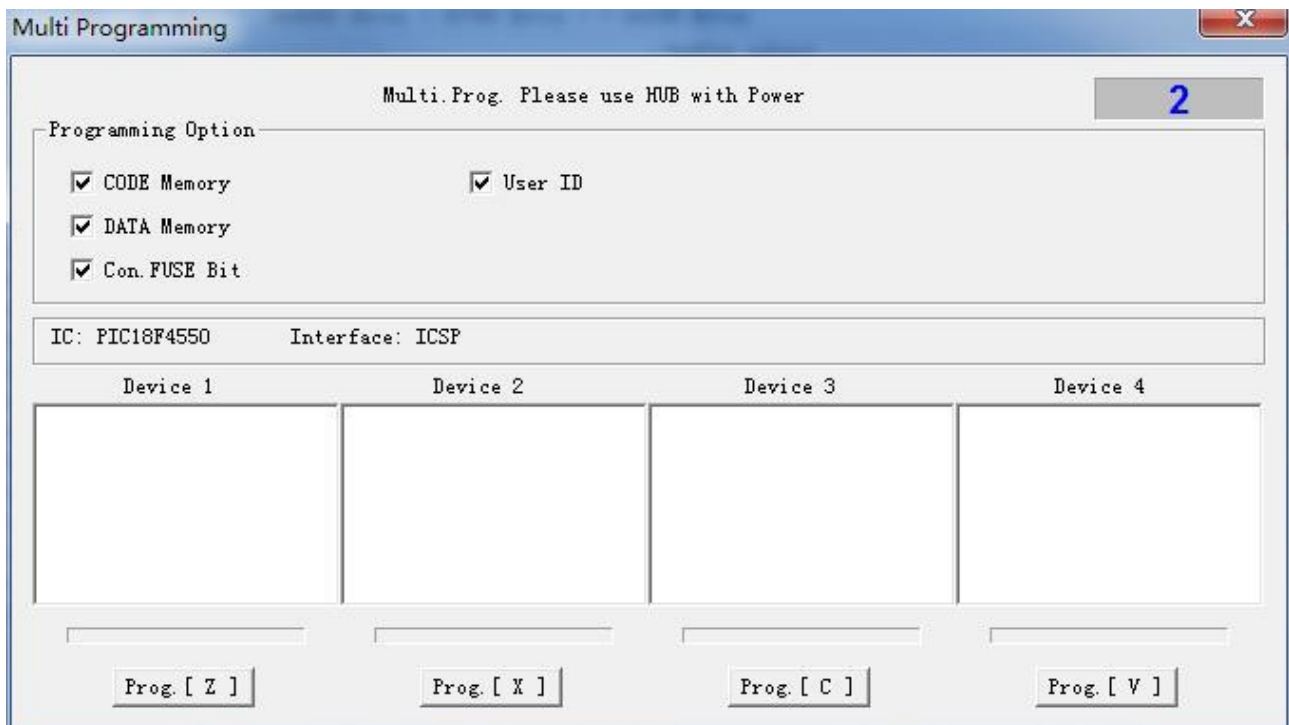 Multi Programming
X
Multi.Prog. Please use HUB with Power
2
Programming Option
CODE Memory
User ID
DATA Memory
Con.FUSE Bit
IC: PIC18F4550 Interface: ICSP
Device 1 Device 2 Device 3 Device 4
Prog.[ Z ] Prog.[ X ] Prog.[ C ] Prog.[ V ]